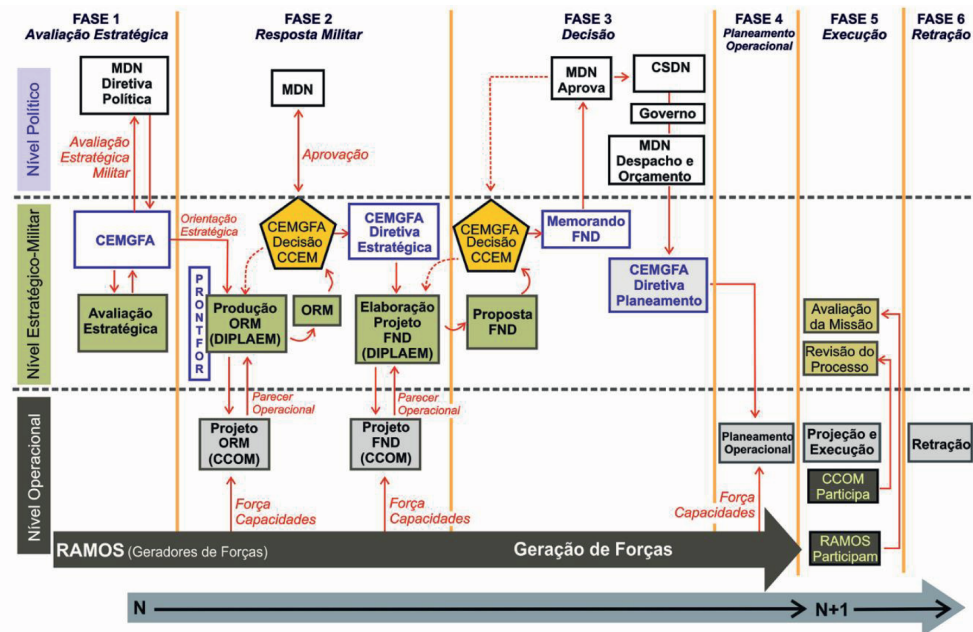 FASE 1
Avaliação Estratégica
FASE 2
Resposta Militar
FASE 3
Decisão
FASE 4
Planeamento
Operacional
FASE 5
Execução
FASE 6
Retração
Nível Político
MDN
Diretiva
Política
Avaliação
Estratégica
Militar
MDN
Aprovação
MDN
Aprova
CSDN
Governo
MDN
Despacho e
Orçamento
Nível Estratégico-Militar
CEMGFA
Orientação
Estratégica
Avaliação
Estratégica
PRONTFOR
CEMGFA
Decisão
CCEM
Produção
ORM
(DIPLAEM)
ORM
CEMGFA
Diretiva
Estratégica
Elaboração
Projeto
FND
(DIPLAEM)
CEMGFA
Decisão
CCEM
Proposta
FND
Memorando
FND
CEMGFA
Diretiva
Planeamento
Avaliação
da Missão
Revisão do
Processo
Nível Operacional
Parecer
Operacional
Projeto
ORM
(CCOM)
Força
Capacidades
Parecer
Operacional
Projeto
FND
(CCOM)
Força
Capacidades
Planeamento
Operacional
Força
Capacidades
Projeção e
Execução
CCOM
Participa
RAMOS
Participam
Retração
RAMOS (Geradores de Forças)
Geração de Forças
N
N+1